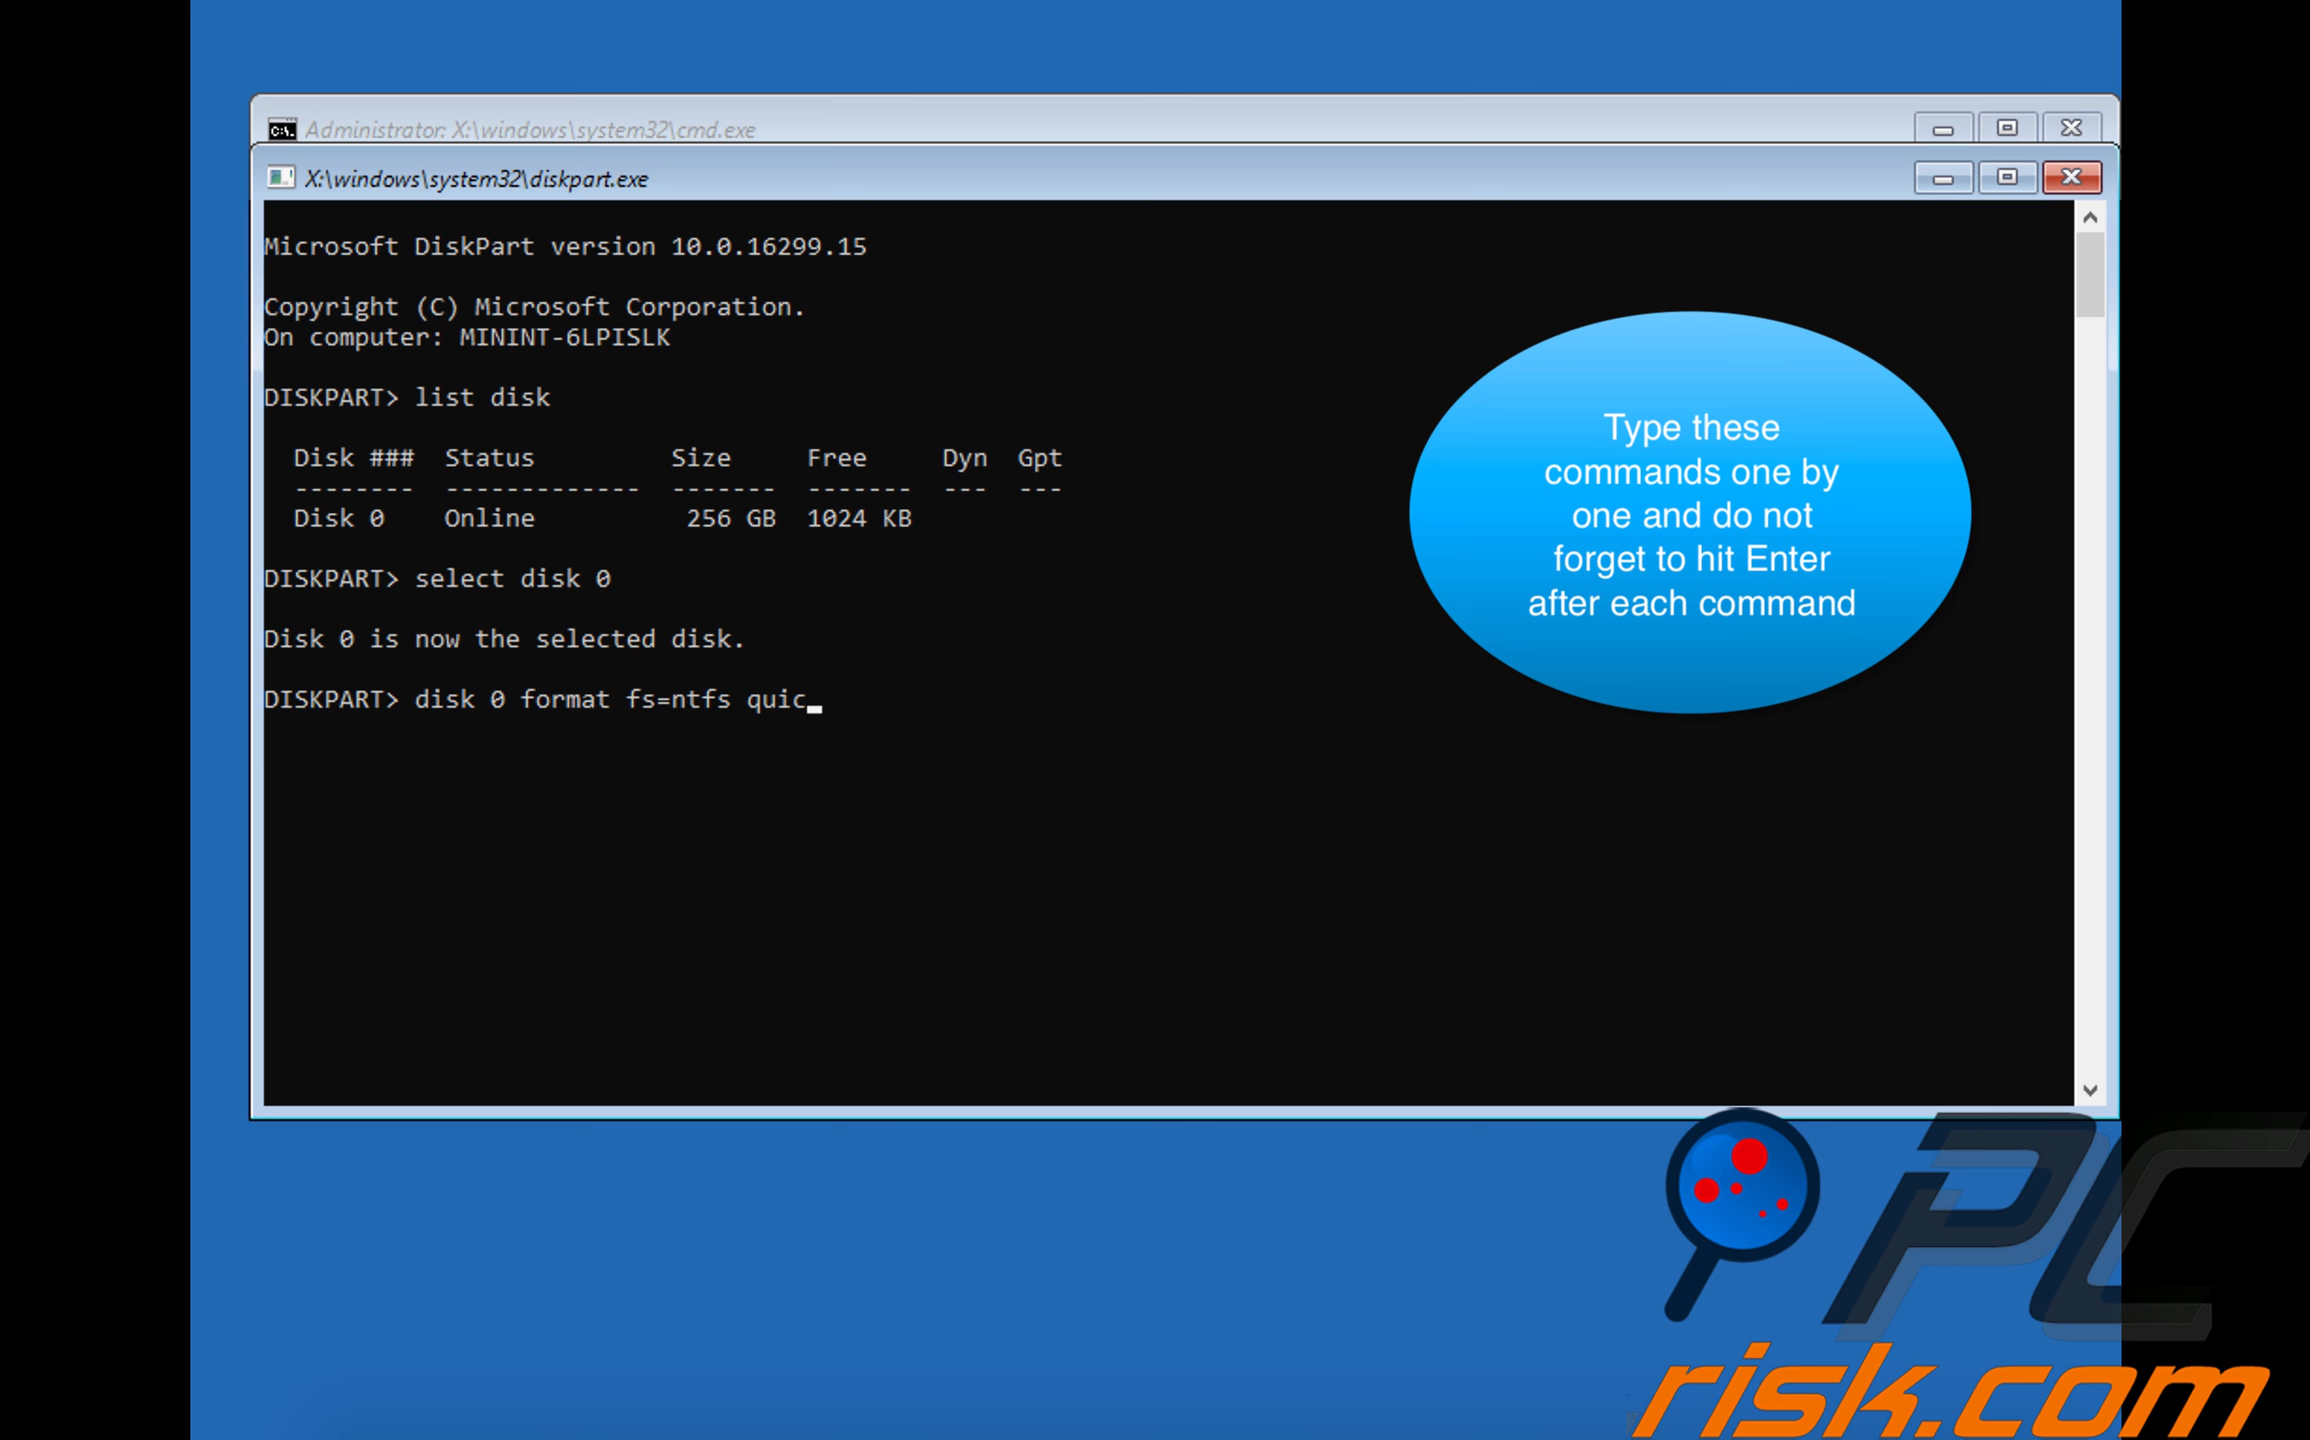 Administrator: X:\windows\system32\cmd.exe
X:\windows\system32\diskpart.exe
Microsoft DiskPart version 10.0.16299.15
Copyright (C) Microsoft Corporation.
On computer: MININT-6LPISLK
DISKPART> list disk
Disk ###  Status         Size     Free     Dyn  Gpt
--------  -------------  -------  -------  ---  ---
Disk 0    Online          256 GB  1024 KB
DISKPART> select disk 0
Disk 0 is now the selected disk.
DISKPART> disk 0 format fs=ntfs quic
Type these
commands one by
one and do not
forget to hit Enter
after each command
PC
risk.com